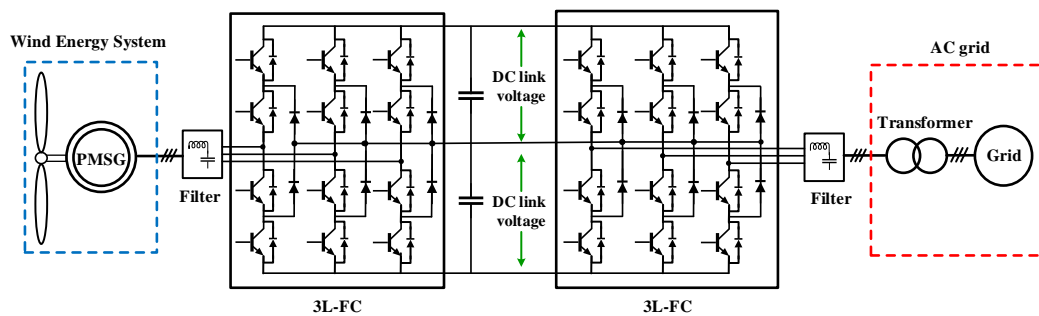 Wind Energy System
PMSG
Filter
3L-FC
DC link
voltage
DC link
voltage
3L-FC
Filter
AC grid
Transformer
Grid